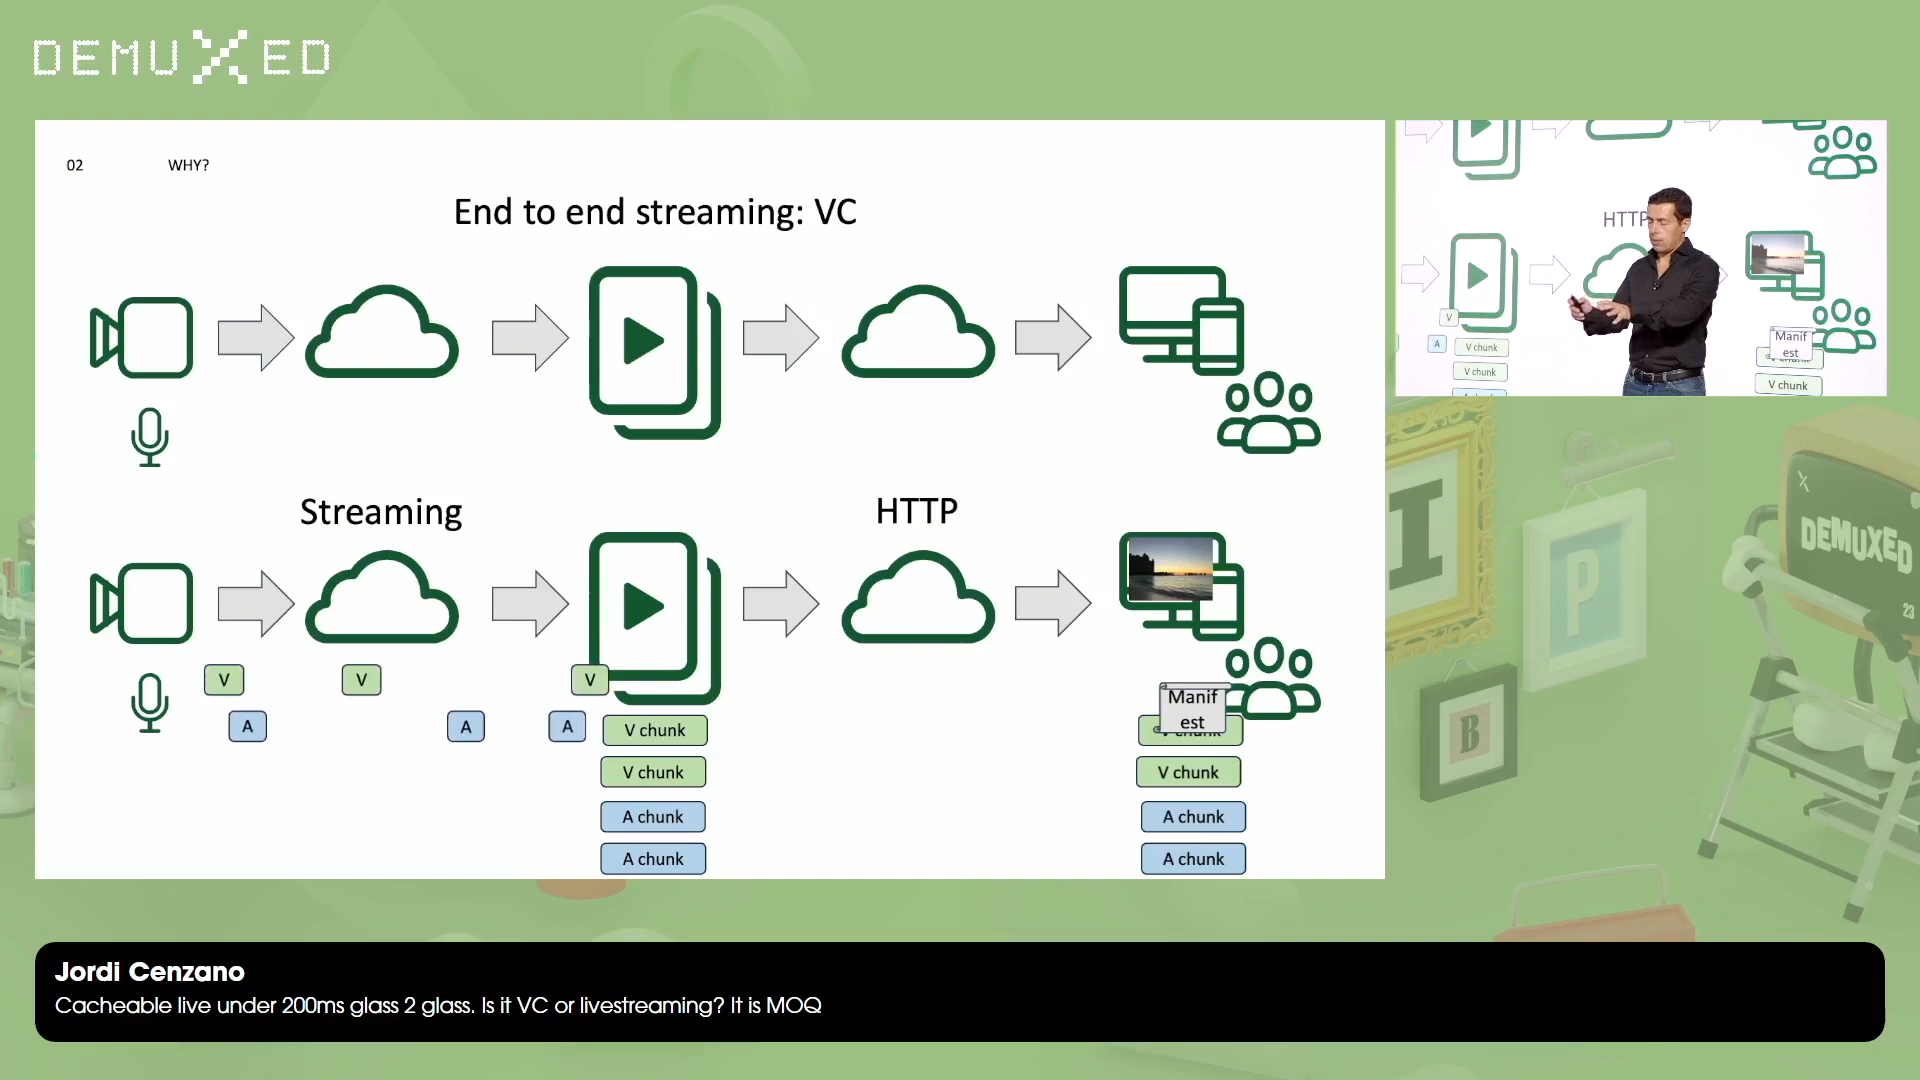 DEMUXED
02 WHY?
End to end streaming: VC
Streaming
HTTP
V
V
V
A
A
A
V chunk
V chunk
A chunk
A chunk
Manif
est
V chunk
V chunk
A chunk
A chunk
HTTP
V
A
V chunk
V chunk
Manif
est
V chunk
I
P
B
DEMUXED
23
Jordi Cenzano
Cacheable live under 200ms glass 2 glass. Is it VC or livestreaming? It is MOQ